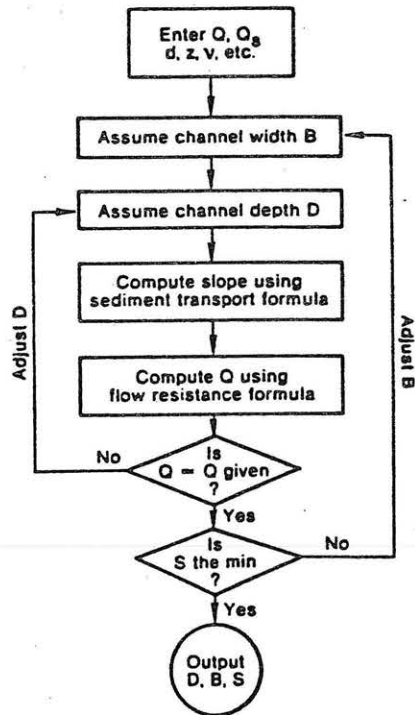 Enter Q, Qs
d, z, v, etc.
Assume channel width B
Assume channel depth D
Compute slope using
sediment transport formula
Compute Q using
flow resistance formula
Adjust D
Adjust B
Is
Q = Q given
?
No
Yes
Is
S the min
?
No
Yes
Output
D, B, S